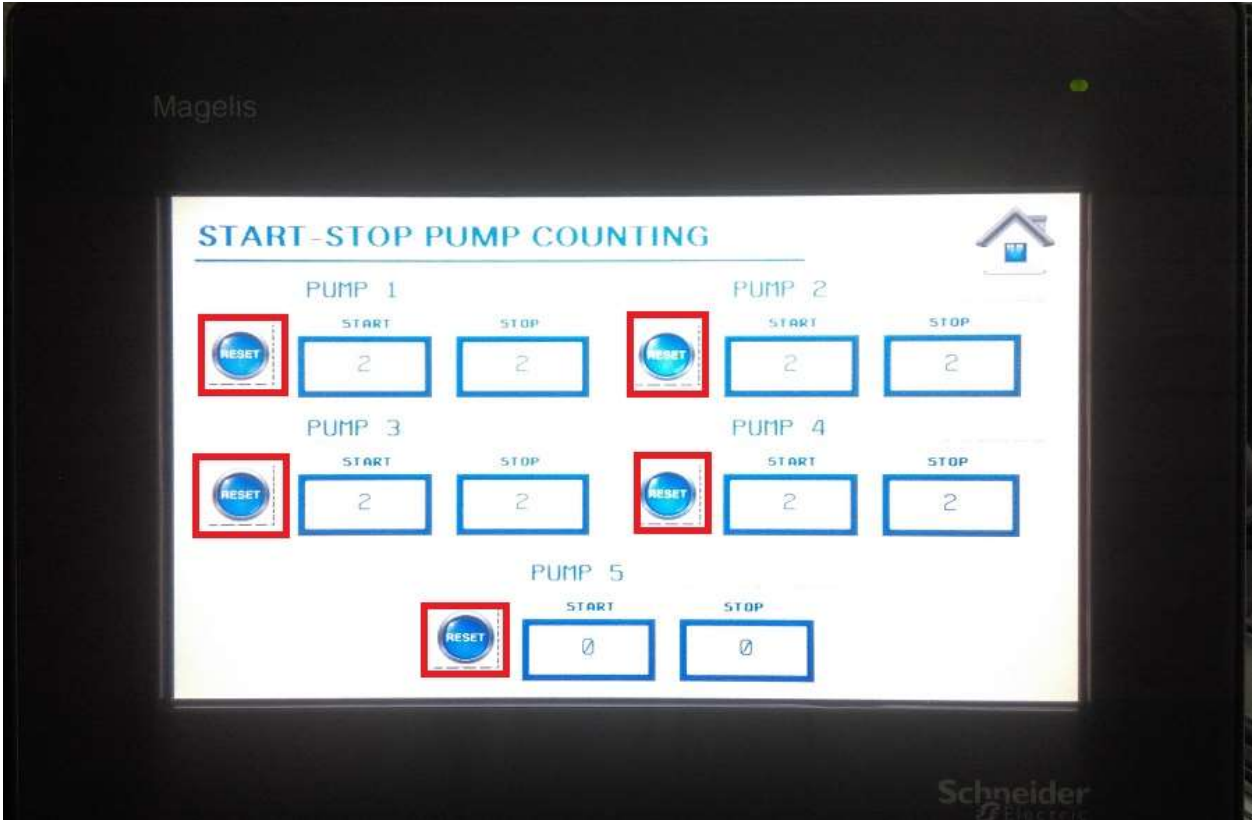 Magelis
START-STOP PUMP COUNTING
PUMP 1
PUMP 2
START STOP
START STOP
RESET 2 2
RESET 2 2
PUMP 3
PUMP 4
START STOP
START STOP
RESET 2 2
RESET 2 2
PUMP 5
START STOP
RESET 0 0
Schneider
Electric